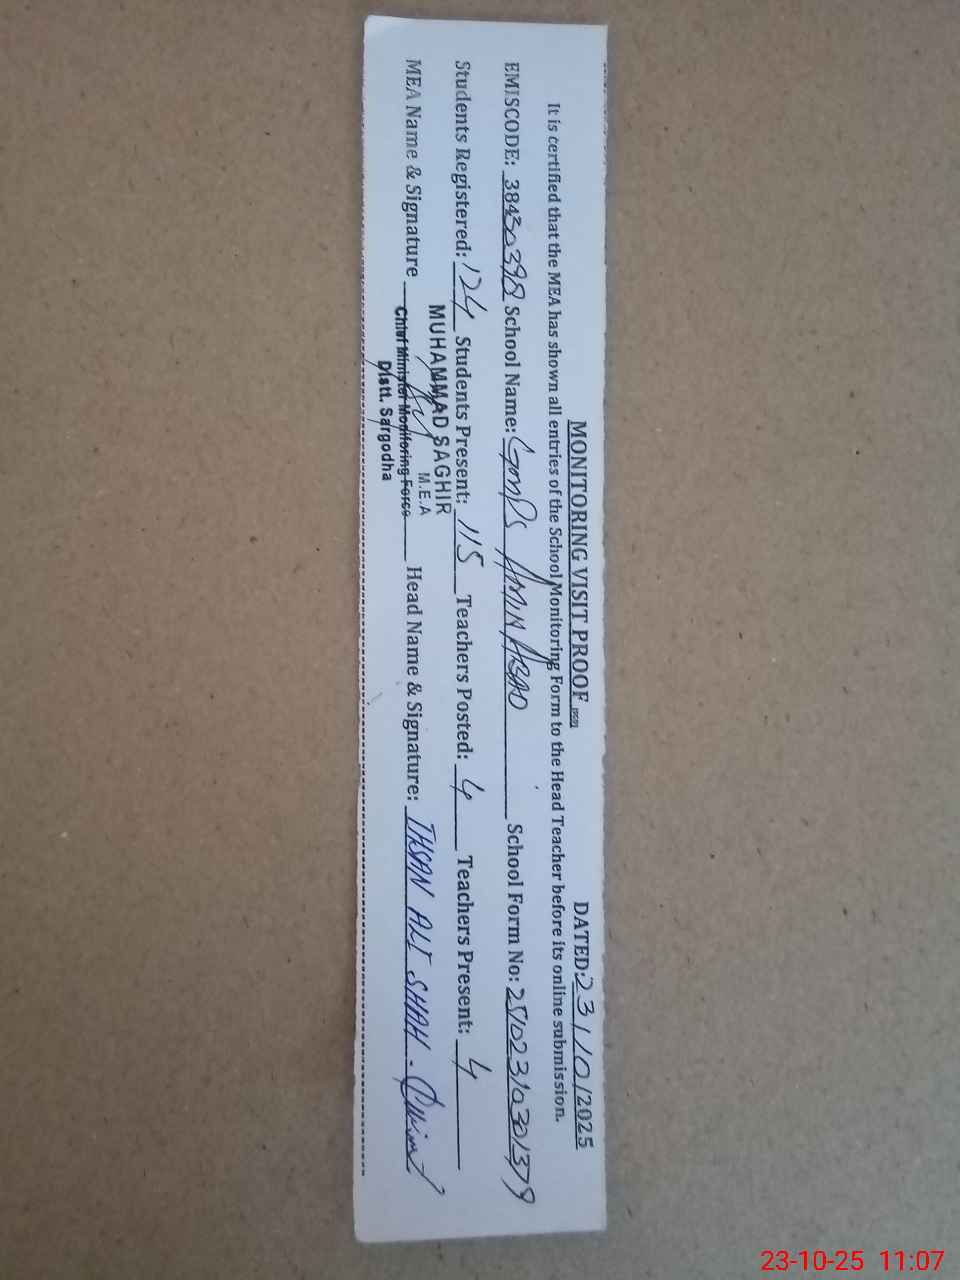 MONITORING VISIT PROOF DATED: 23/10/2025
It is certified that the MEA has shown all entries of the School Monitoring Form to the Head Teacher before its online submission.
EMISCODE: 38430398 School Name: GMPS AMINABAD School Form No:
Students Registered: 124 Students Present: 115 Teachers Posted: 4 Teachers Present: 4
MUHAMMAD SAGHIR
M.E.A
MEA Name & Signature Chief Minister Monitoring Force Head Name & Signature: IHSAN ALI SHAH -
Distt. Sargodha
23-10-25 11:07